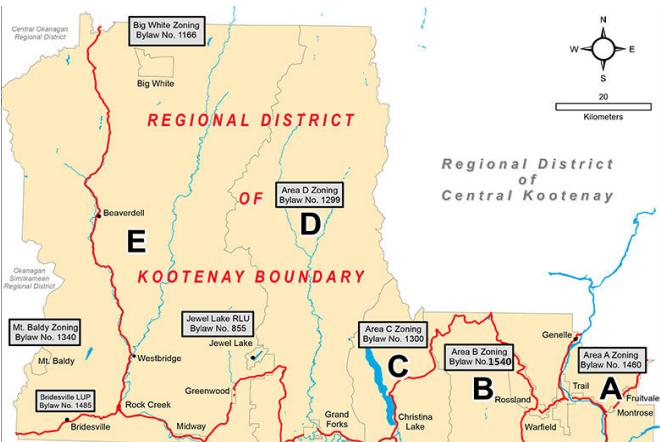 Central Okanagan
Regional District
Big White Zoning
Bylaw No. 1166
Big White
N
W
E
S
20
Kilometers
REGIONAL DISTRICT
OF
KOOTENAY BOUNDARY
Regional District
of
Central Kootenay
Area D Zoning
Bylaw No. 1299
D
Beaverdell
E
Okanagan
Similkameen
Regional District
Mt. Baldy Zoning
Bylaw No. 1340
Mt. Baldy
Jewel Lake RLU
Bylaw No. 855
Jewel Lake
Area C Zoning
Bylaw No. 1300
C
Area B Zoning
Bylaw No.1540
B
Genelle
Area A Zoning
Bylaw No. 1460
A
Westbridge
Bridesville LUP
Bylaw No. 1485
Bridesville
Rock Creek
Greenwood
Midway
Grand
Forks
Christina
Lake
Rossland
Warfield
Trail
Fruitvale
Montrose